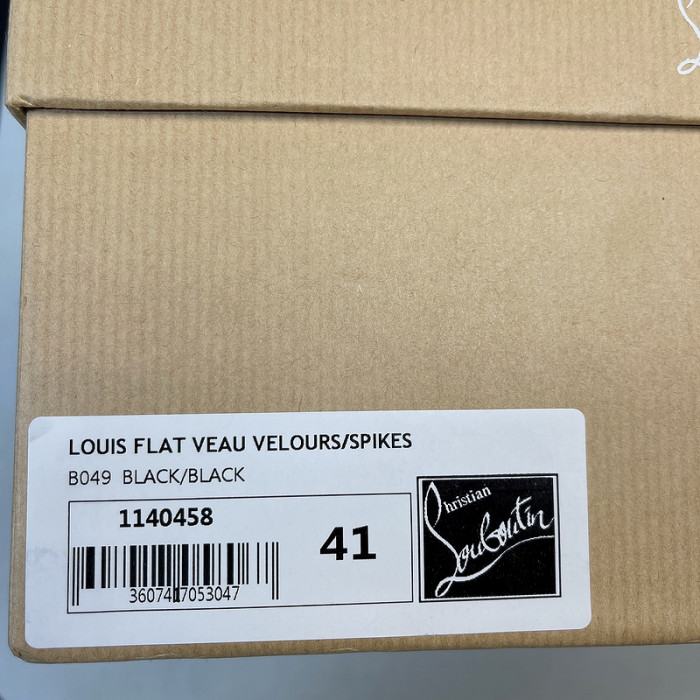 LOUIS FLAT VEAU VELOURS/SPIKES
B049 BLACK/BLACK
1140458
41
3607417053047
Christian
Louboutin